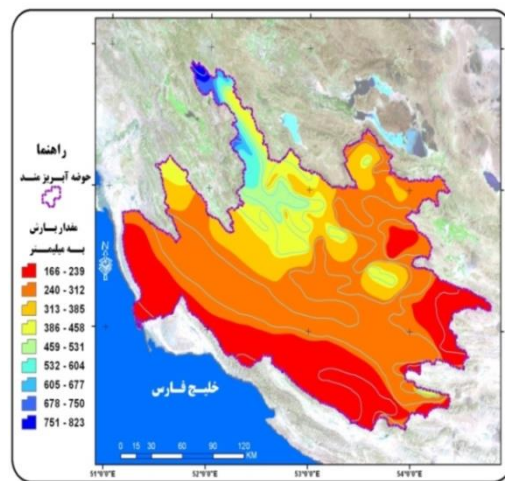 راهنما
حوضه آبریز مند
مقدار بارش
به میلیمتر
166 - 239
240 - 312
313 - 385
386 - 458
459 - 531
532 - 604
605 - 677
678 - 750
751 - 823
N
خلیج فارس
0 15 30 60 90 120
KM
51°0'0"E 52°0'0"E 53°0'0"E 54°0'0"E